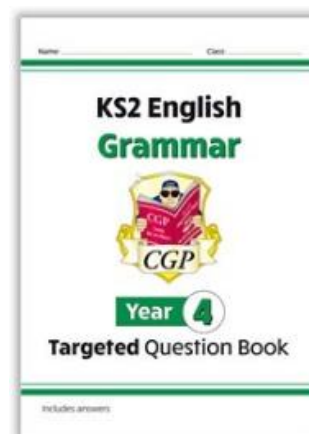 Name Class
KS2 English
Grammar
CGP
CGP
Year 4
Targeted Question Book
Includes answers